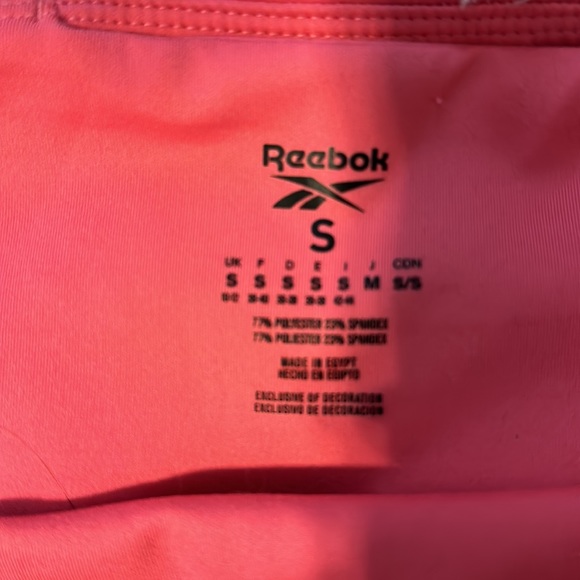 Reebok
S
UK F D E I J CDN
S S S S S M S/S
77% POLYESTER 23% SPANDEX
77% POLIESTER 23% SPANDEX
MADE IN EGYPT
HECHO EN EGIPTO
EXCLUSIVE OF DECORATION
EXCLUSIVO DE DECORACION